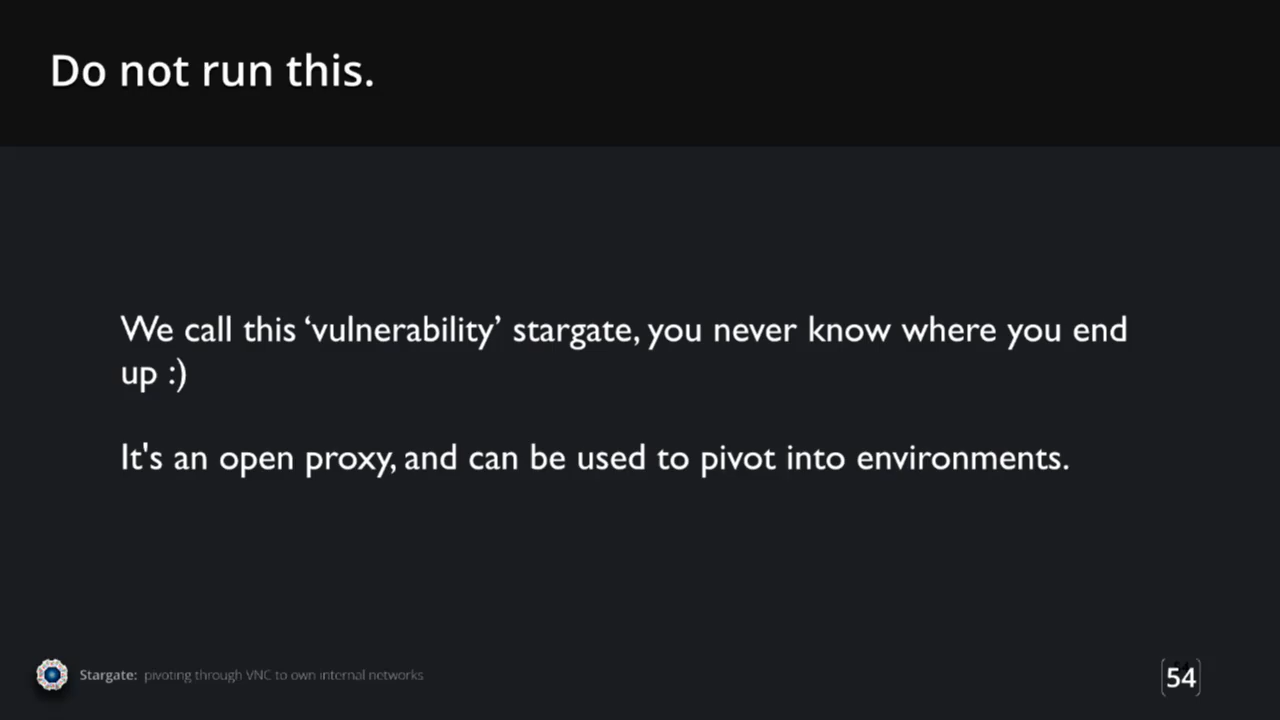 Do not run this.
We call this ‘vulnerability’ stargate, you never know where you end
up :)
It's an open proxy, and can be used to pivot into environments.
Stargate: pivoting through VNC to own internal networks
54